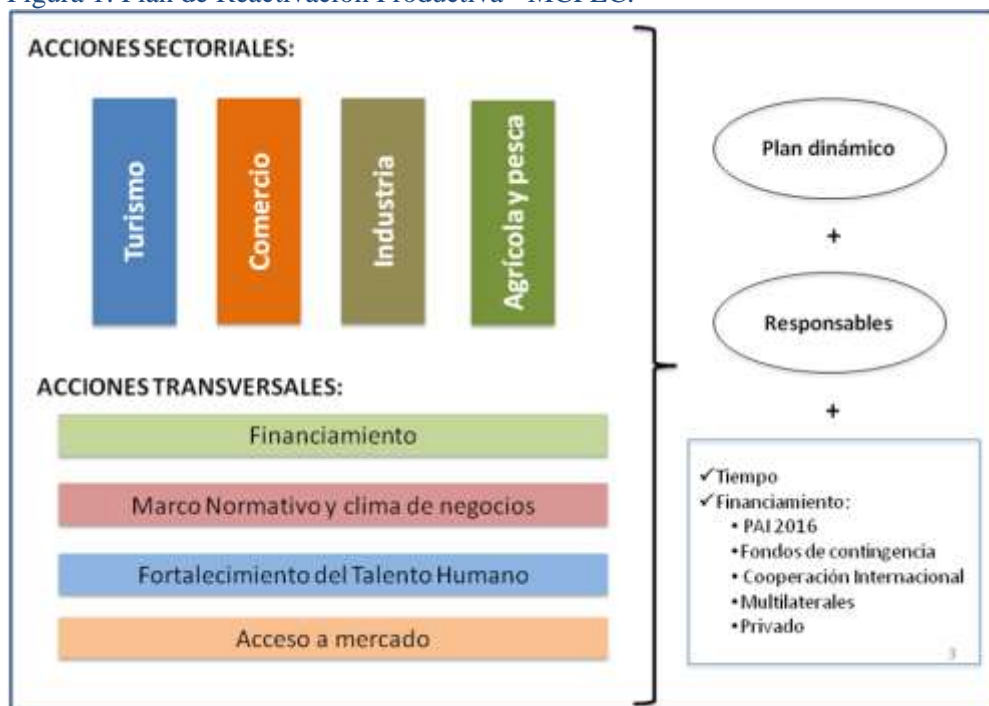 Figura 1. Plan de Reactivación Productiva - MCPEC.
ACCIONES SECTORIALES:
Turismo
Comercio
Industria
Agrícola y pesca
ACCIONES TRANSVERSALES:
Financiamiento
Marco Normativo y clima de negocios
Fortalecimiento del Talento Humano
Acceso a mercado
Plan dinámico
+
Responsables
+
✓Tiempo
✓Financiamiento:
• PAI 2016
• Fondos de contingencia
• Cooperación Internacional
• Multilaterales
• Privado
3